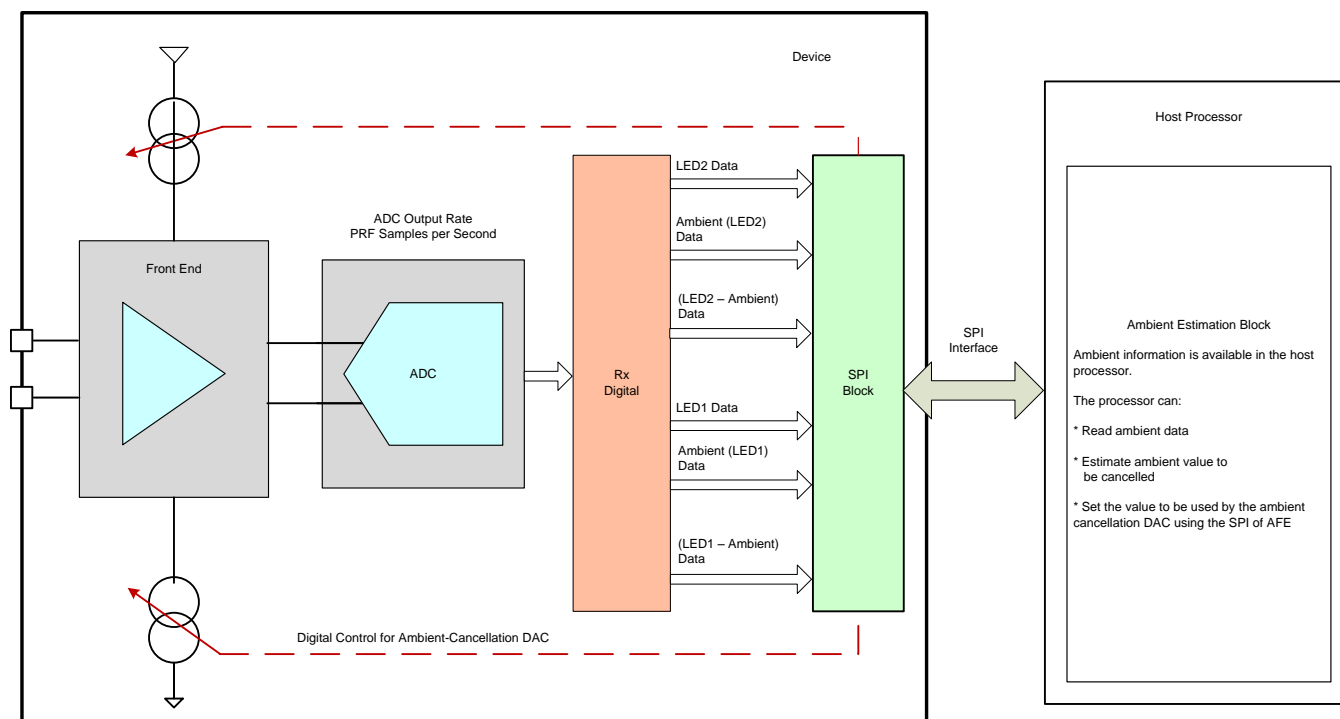 Device
Host Processor
LED2 Data
ADC Output Rate
PRF Samples per Second
Ambient (LED2)
Data
Front End
(LED2 – Ambient)
Data
ADC
Rx
Digital
SPI
Block
SPI
Interface
LED1 Data
Ambient (LED1)
Data
(LED1 – Ambient)
Data
Digital Control for Ambient-Cancellation DAC
Ambient Estimation Block
Ambient information is available in the host
processor.
The processor can:
* Read ambient data
* Estimate ambient value to
be cancelled
* Set the value to be used by the ambient
cancellation DAC using the SPI of AFE